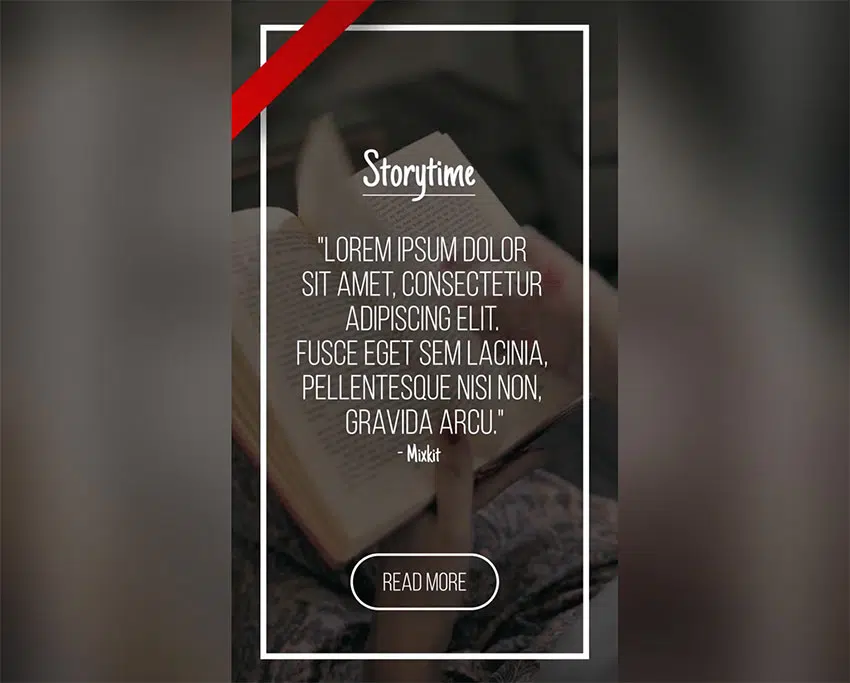 Storytime
"LOREM IPSUM DOLOR
SIT AMET, CONSECTETUR
ADIPISCING ELIT.
FUSCE EGET SEM LACINIA,
PELLENTESQUE NISI NON,
GRAVIDA ARCU."
- Mixkit
READ MORE